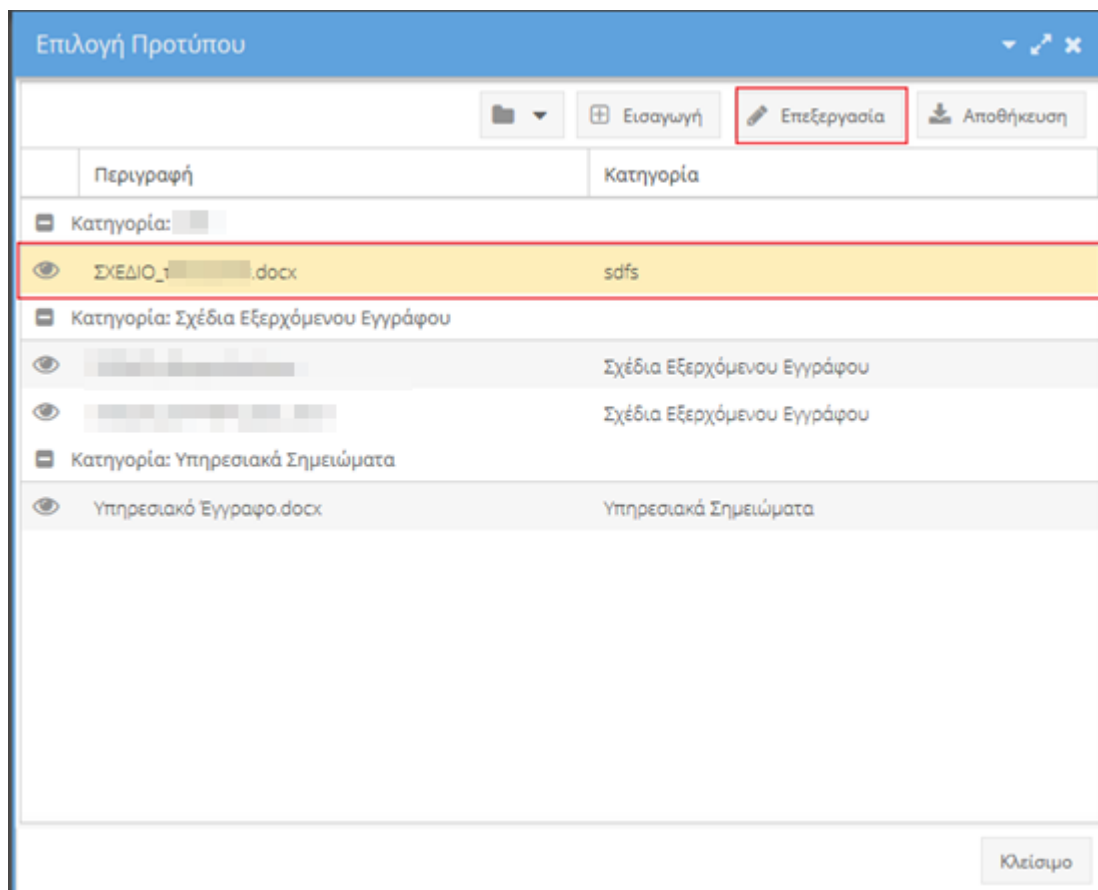 Επιλογή Προτύπου
Εισαγωγή Επεξεργασία Αποθήκευση
Περιγραφή Κατηγορία
Κατηγορία:
ΣΧΕΔΙΟ_τ .docx sdfs
Κατηγορία: Σχέδια Εξερχόμενου Εγγράφου
Σχέδια Εξερχόμενου Εγγράφου
Σχέδια Εξερχόμενου Εγγράφου
Κατηγορία: Υπηρεσιακά Σημειώματα
Υπηρεσιακό Έγγραφο.docx Υπηρεσιακά Σημειώματα
Κλείσιμο